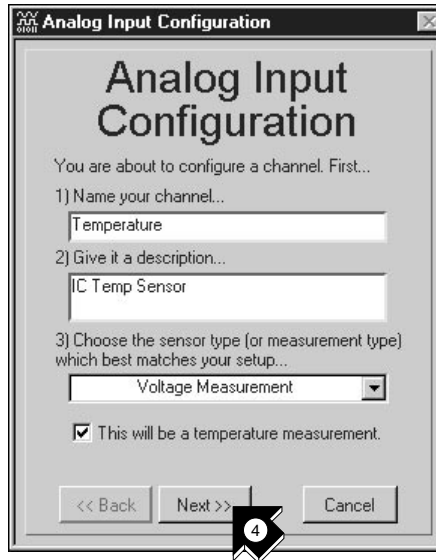 Analog Input Configuration
Analog Input
Configuration
You are about to configure a channel. First...
1) Name your channel...
Temperature
2) Give it a description...
IC Temp Sensor
3) Choose the sensor type (or measurement type)
which best matches your setup...
Voltage Measurement
This will be a temperature measurement.
<< Back Next >> Cancel
4